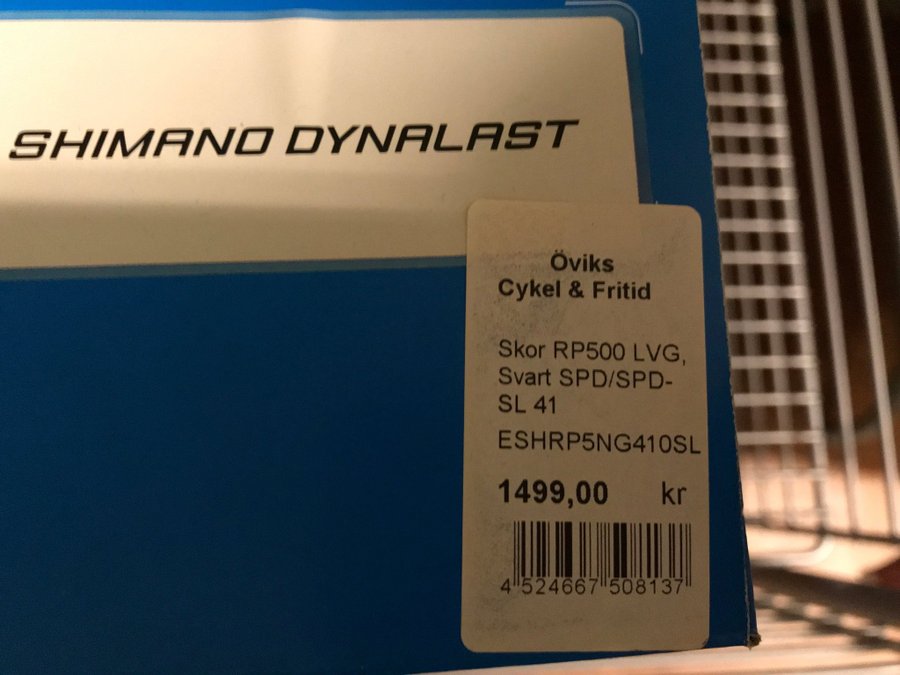 SHIMANO DYNALAST
Öviks
Cykel & Fritid
Skor RP500 LVG,
Svart SPD/SPD-
SL 41
ESHRP5NG410SL
1499,00 kr
4 524667 508137